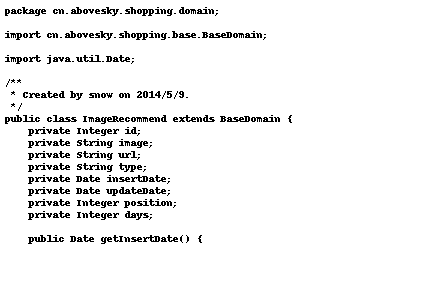 package cn.abovesky.shopping.domain;

import cn.abovesky.shopping.base.BaseDomain;

import java.util.Date;

/**
 * Created by snow on 2014/5/9.
 */
public class ImageRecommend extends BaseDomain {
    private Integer id;
    private String image;
    private String url;
    private String type;
    private Date insertDate;
    private Date updateDate;
    private Integer position;
    private Integer days;

    public Date getInsertDate() {